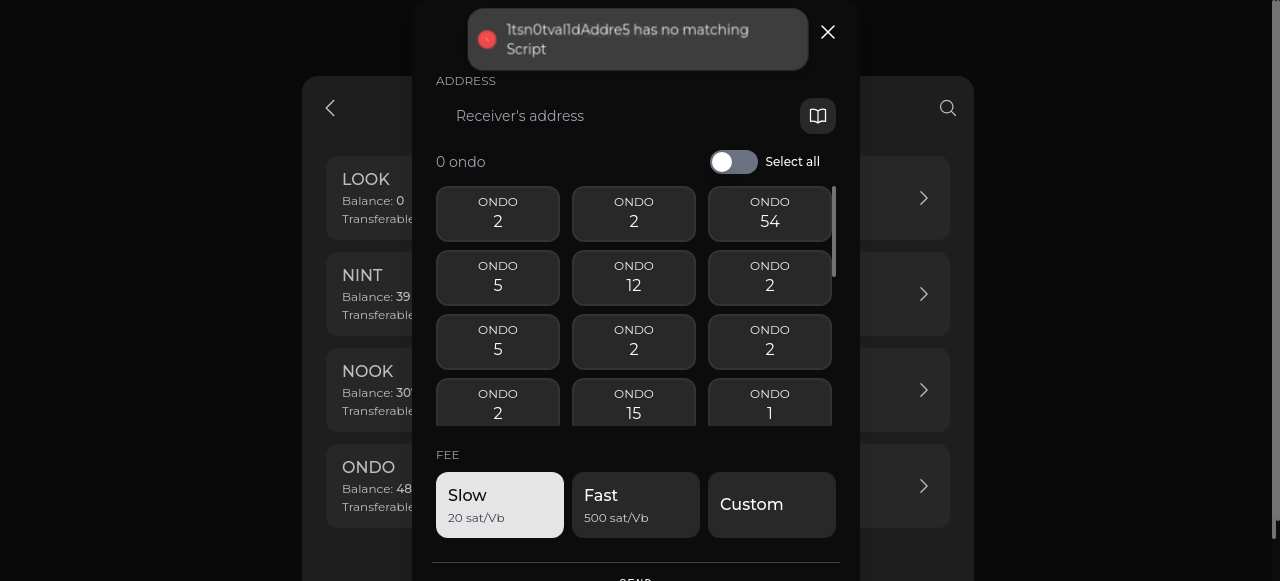 1tsn0tval1dAddre5 has no matching
Script
ADDRESS
Receiver's address
0 ondo
Select all
ONDO
2
ONDO
2
ONDO
54
ONDO
5
ONDO
12
ONDO
2
ONDO
5
ONDO
2
ONDO
2
ONDO
2
ONDO
15
ONDO
1
FEE
Slow
20 sat/Vb
Fast
500 sat/Vb
Custom
LOOK
Balance: 0
Transferable
NINT
Balance: 39
Transferable
NOOK
Balance: 307
Transferable
ONDO
Balance: 48
Transferable